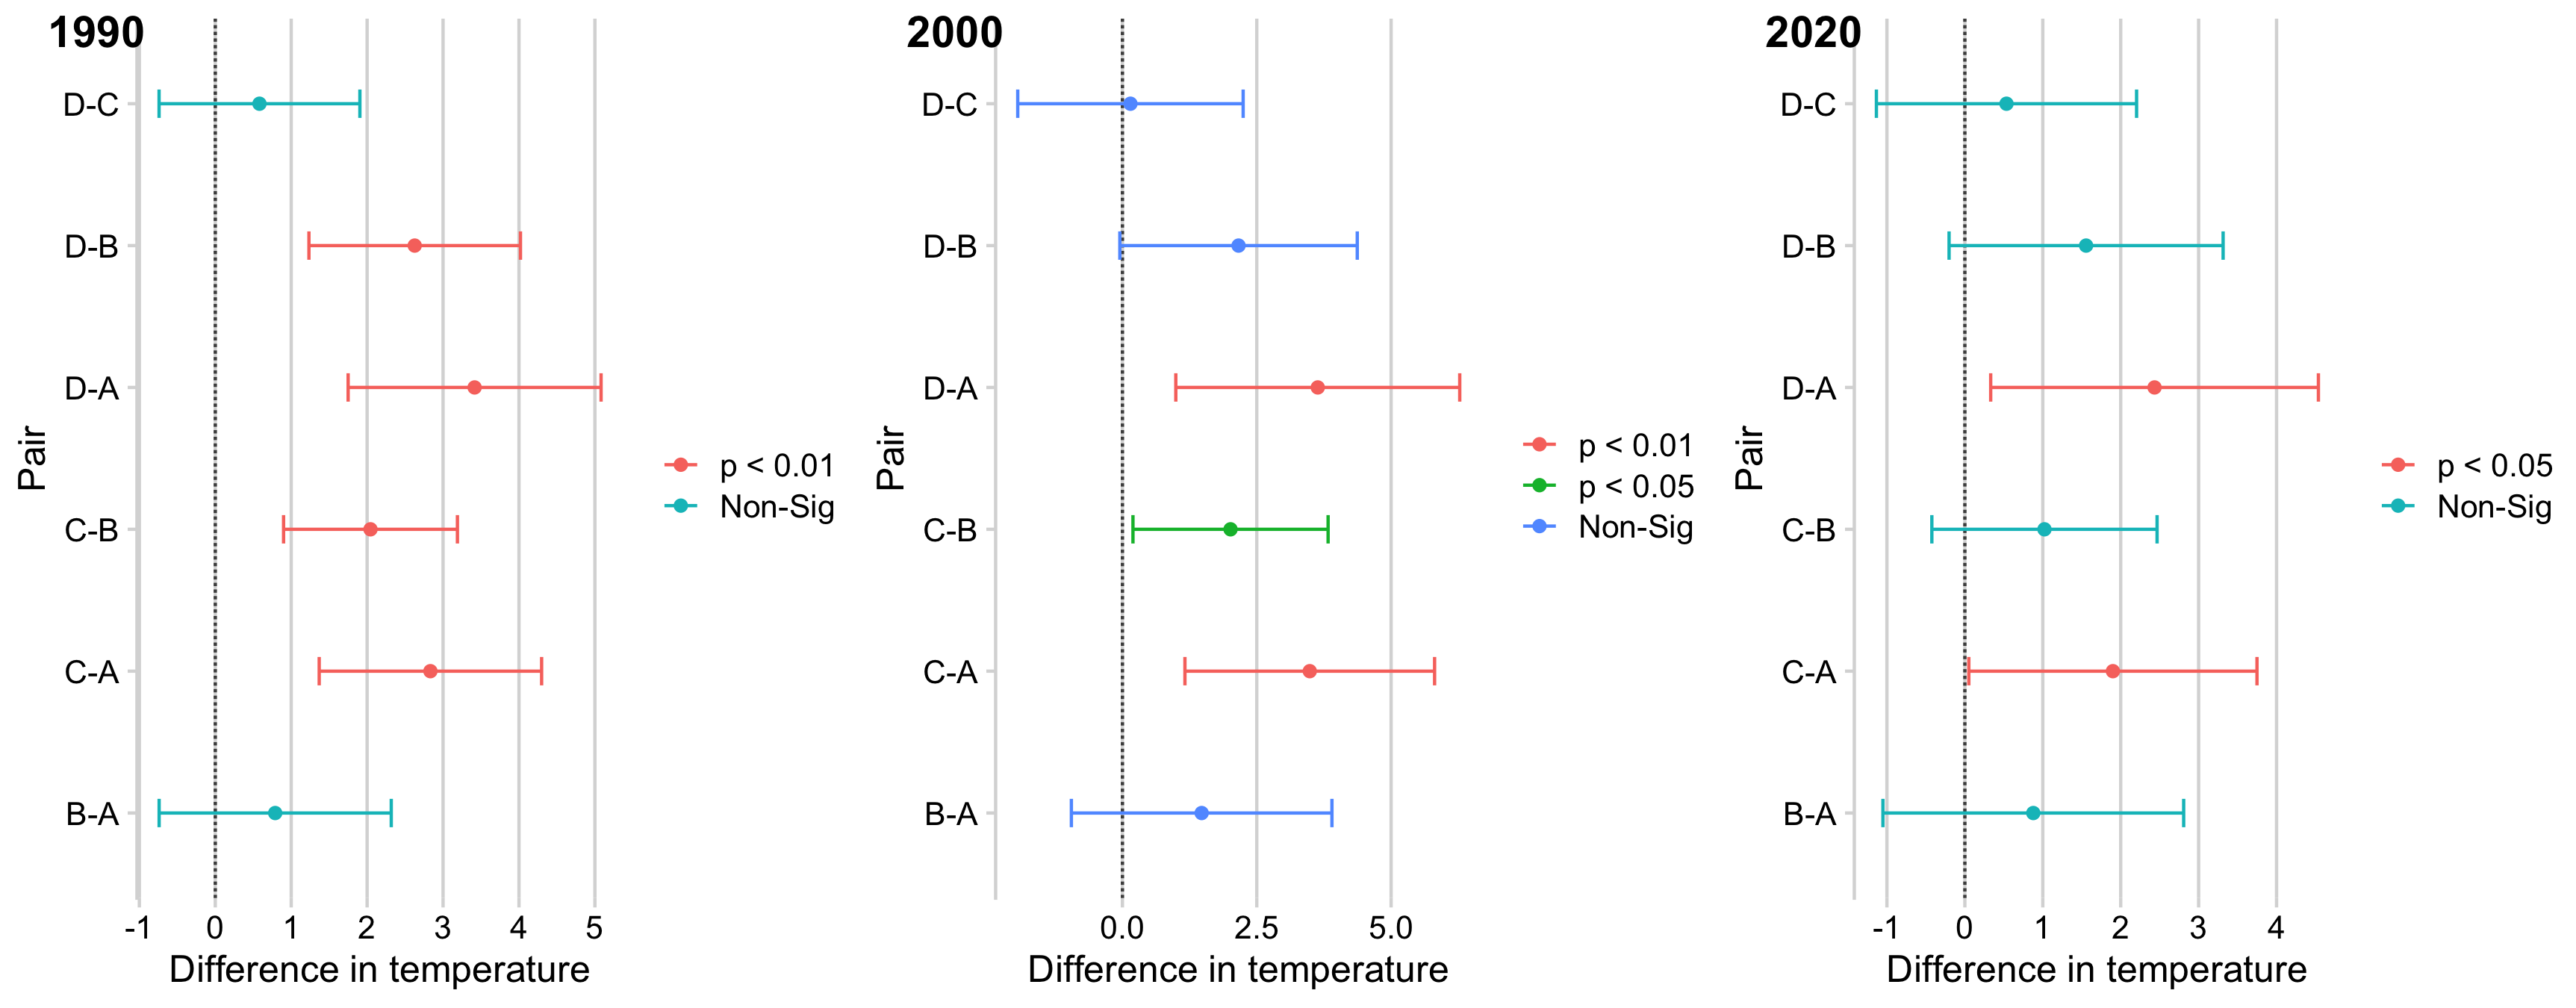 1990
D-C
D-B
D-A
C-B
C-A
B-A
Pair
-1 0 1 2 3 4 5
Difference in temperature
p < 0.01
Non-Sig
2000
D-C
D-B
D-A
C-B
C-A
B-A
Pair
0.0 2.5 5.0
Difference in temperature
p < 0.01
p < 0.05
Non-Sig
2020
D-C
D-B
D-A
C-B
C-A
B-A
Pair
-1 0 1 2 3 4
Difference in temperature
p < 0.05
Non-Sig